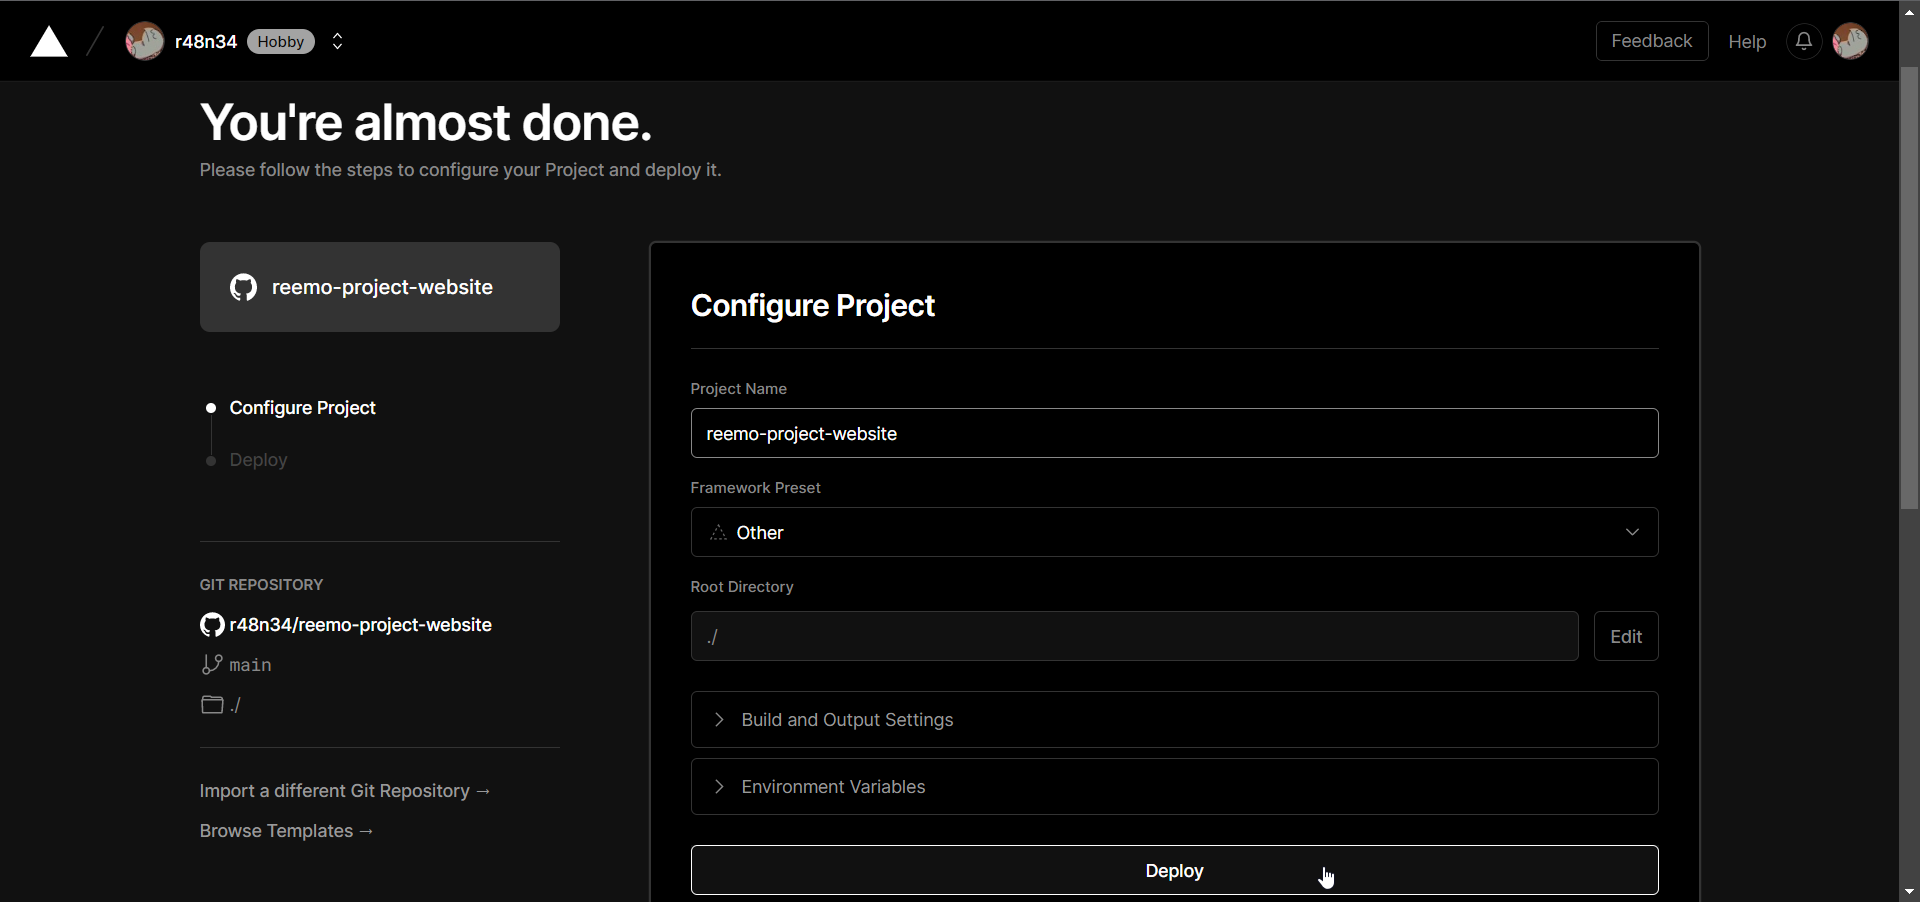 r48n34 Hobby
Feedback Help
You're almost done.
Please follow the steps to configure your Project and deploy it.
reemo-project-website
Configure Project
Deploy
GIT REPOSITORY
r48n34/reemo-project-website
main
./
Import a different Git Repository →
Browse Templates →
Configure Project
Project Name
reemo-project-website
Framework Preset
Other
Root Directory
./
Edit
Build and Output Settings
Environment Variables
Deploy